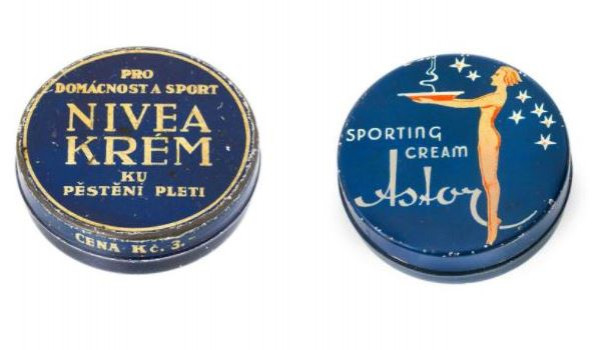 PRO
DOMÁCNOST A SPORT
NIVEA
KRÉM
KU
PĚSTĚNÍ PLETI
CENA KČ. 3.-
SPORTING
CREAM
Astor